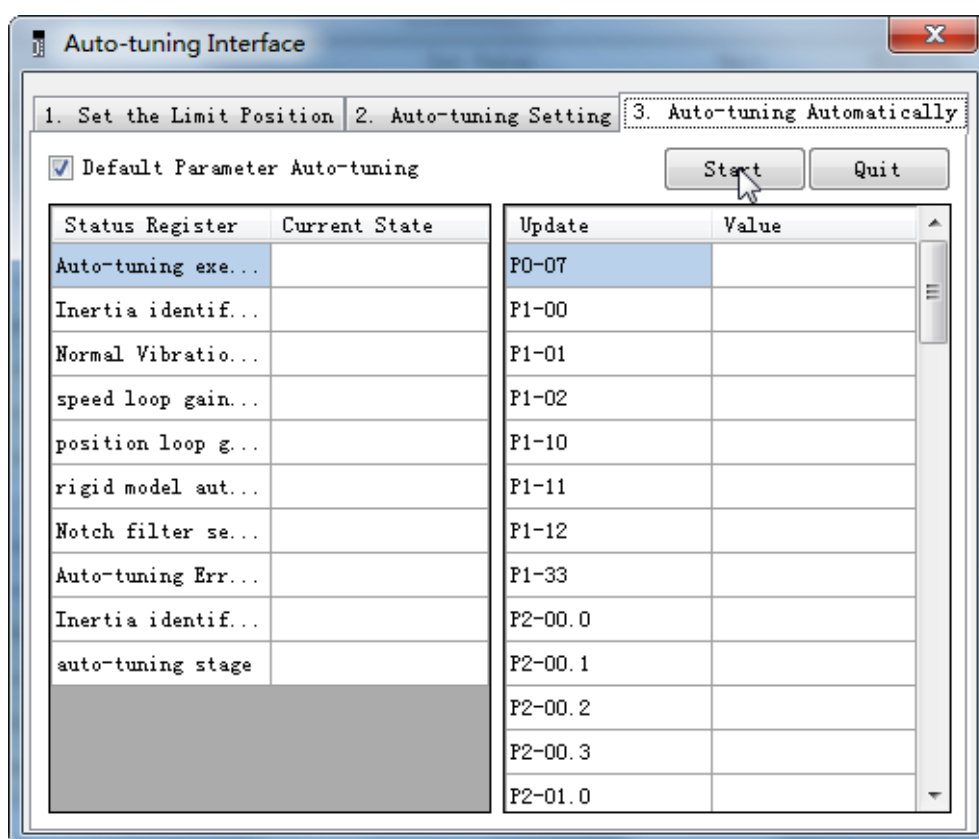 Auto-tuning Interface
1. Set the Limit Position 2. Auto-tuning Setting 3. Auto-tuning Automatically
Default Parameter Auto-tuning Start Quit
Status Register Current State Update Value
Auto-tuning exe... P0-07
Inertia identif... P1-00
Normal Vibratio... P1-01
speed loop gain... P1-02
position loop g... P1-10
rigid model aut... P1-11
Notch filter se... P1-12
Auto-tuning Err... P1-33
Inertia identif... P2-00.0
auto-tuning stage P2-00.1
P2-00.2
P2-00.3
P2-01.0